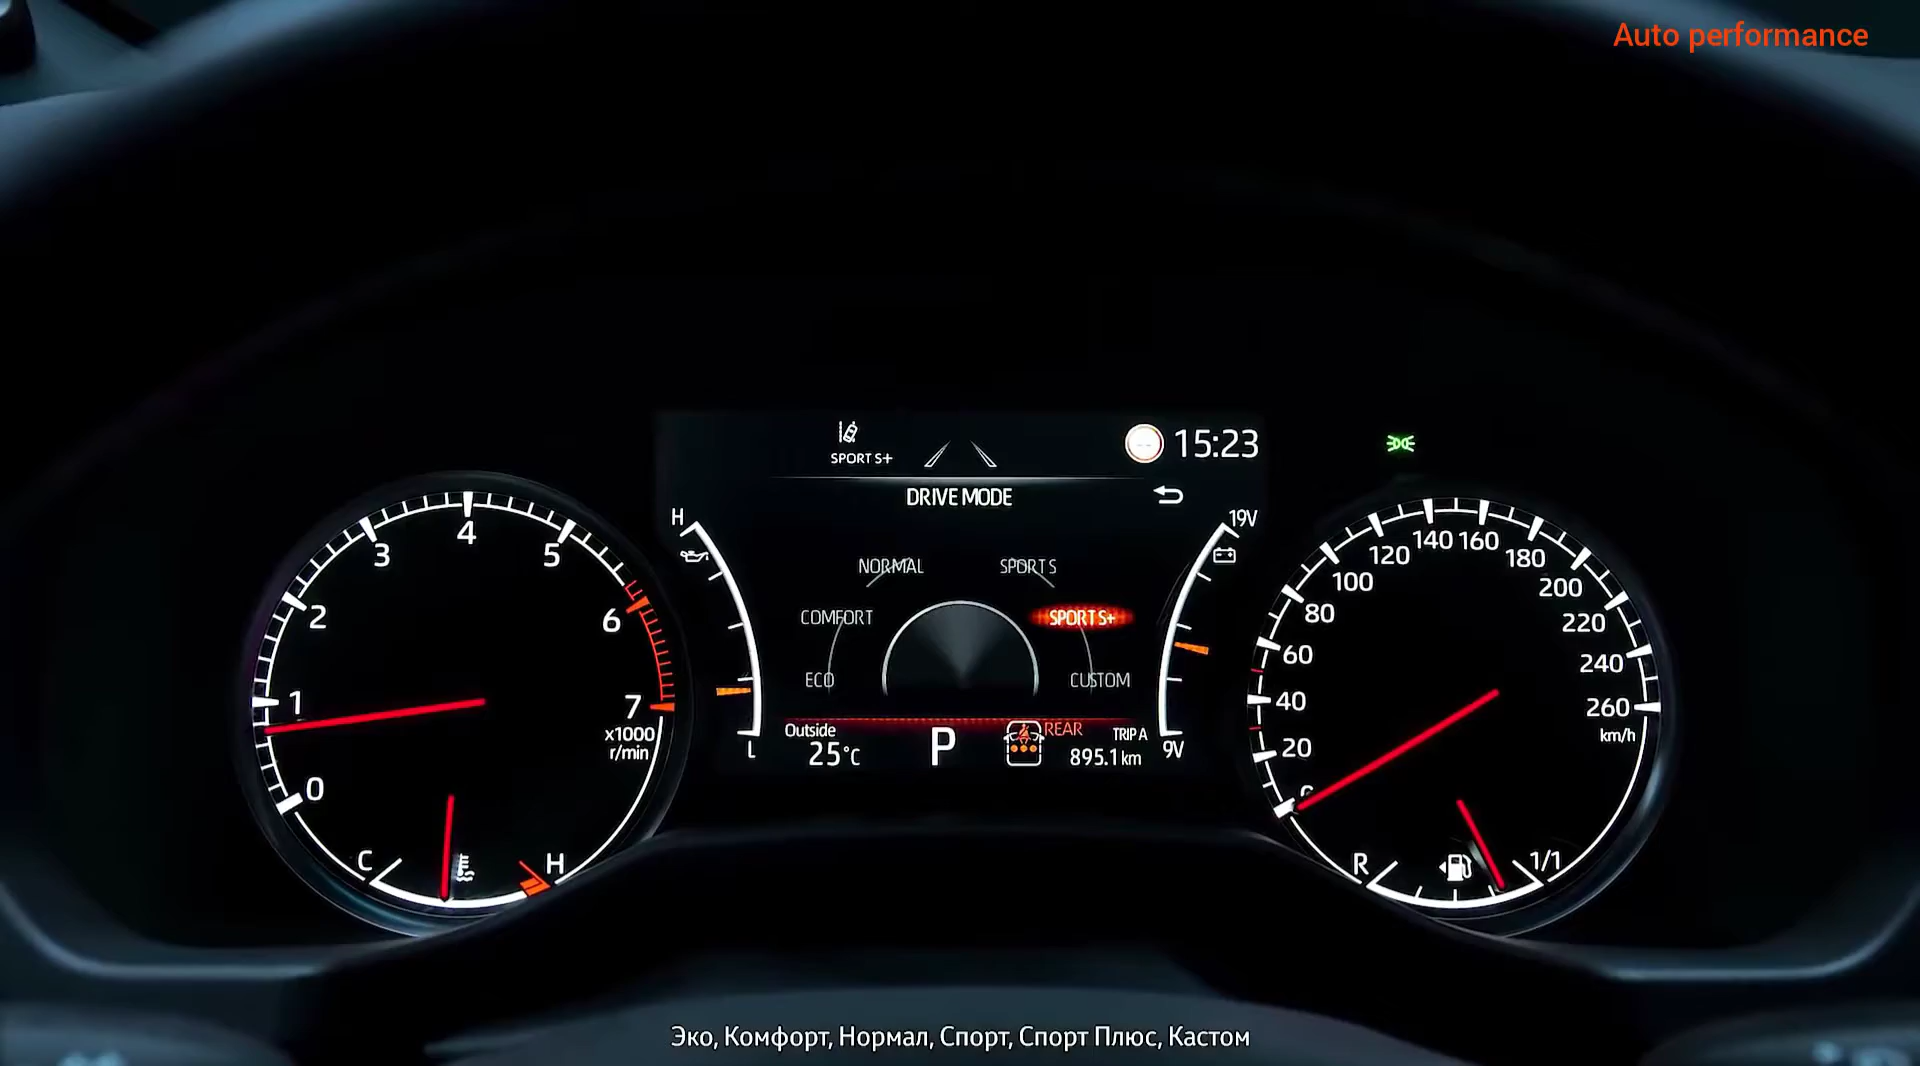 Auto performance
SPORT S+
15:23
DRIVE MODE
H
19V
NORMAL
SPORT S
COMFORT
SPORT S+
ECO
CUSTOM
L
9V
Outside
25°C
P
REAR
TRIP A
895.1 km
0
1
2
3
4
5
6
7
x1000
r/min
C
H
20
40
60
80
100
120
140
160
180
200
220
240
260
km/h
R
1/1
Эко, Комфорт, Нормал, Спорт, Спорт Плюс, Кастом